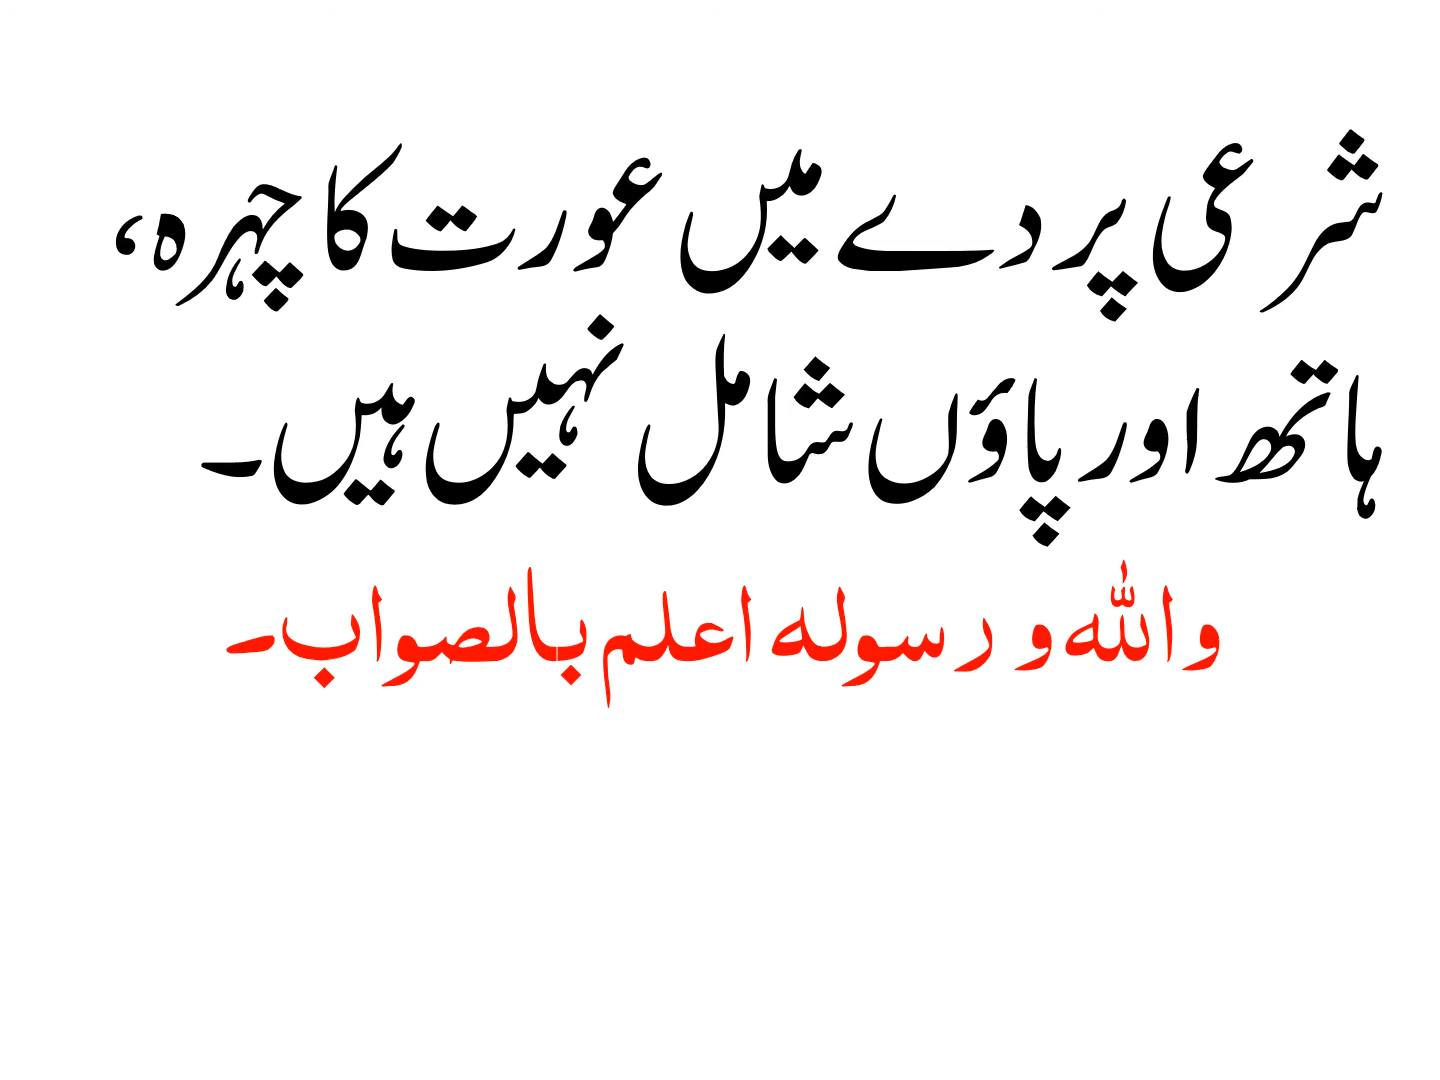 شرعی پردے میں عورت کا چہرہ،
ہاتھ اور پاؤں شامل نہیں ہیں۔
واللہ و رسولہ اعلم بالصواب۔